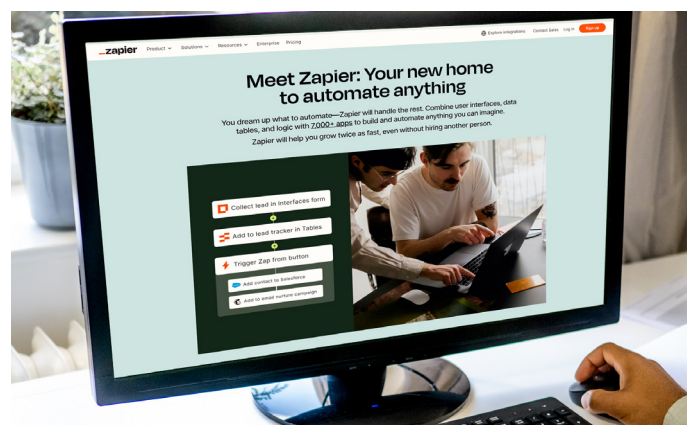 _zapier Product Solutions Resources Enterprise Pricing Explore integrations Contact Sales Log in Sign up
Meet Zapier: Your new home
to automate anything
You dream up what to automate—Zapier will handle the rest. Combine user interfaces, data
tables, and logic with 7,000+ apps to build and automate anything you can imagine.
Zapier will help you grow twice as fast, even without hiring another person.
Collect lead in Interfaces form
Add to lead tracker in Tables
Trigger Zap from button
Add contact to Salesforce
Add to email nurture campaign